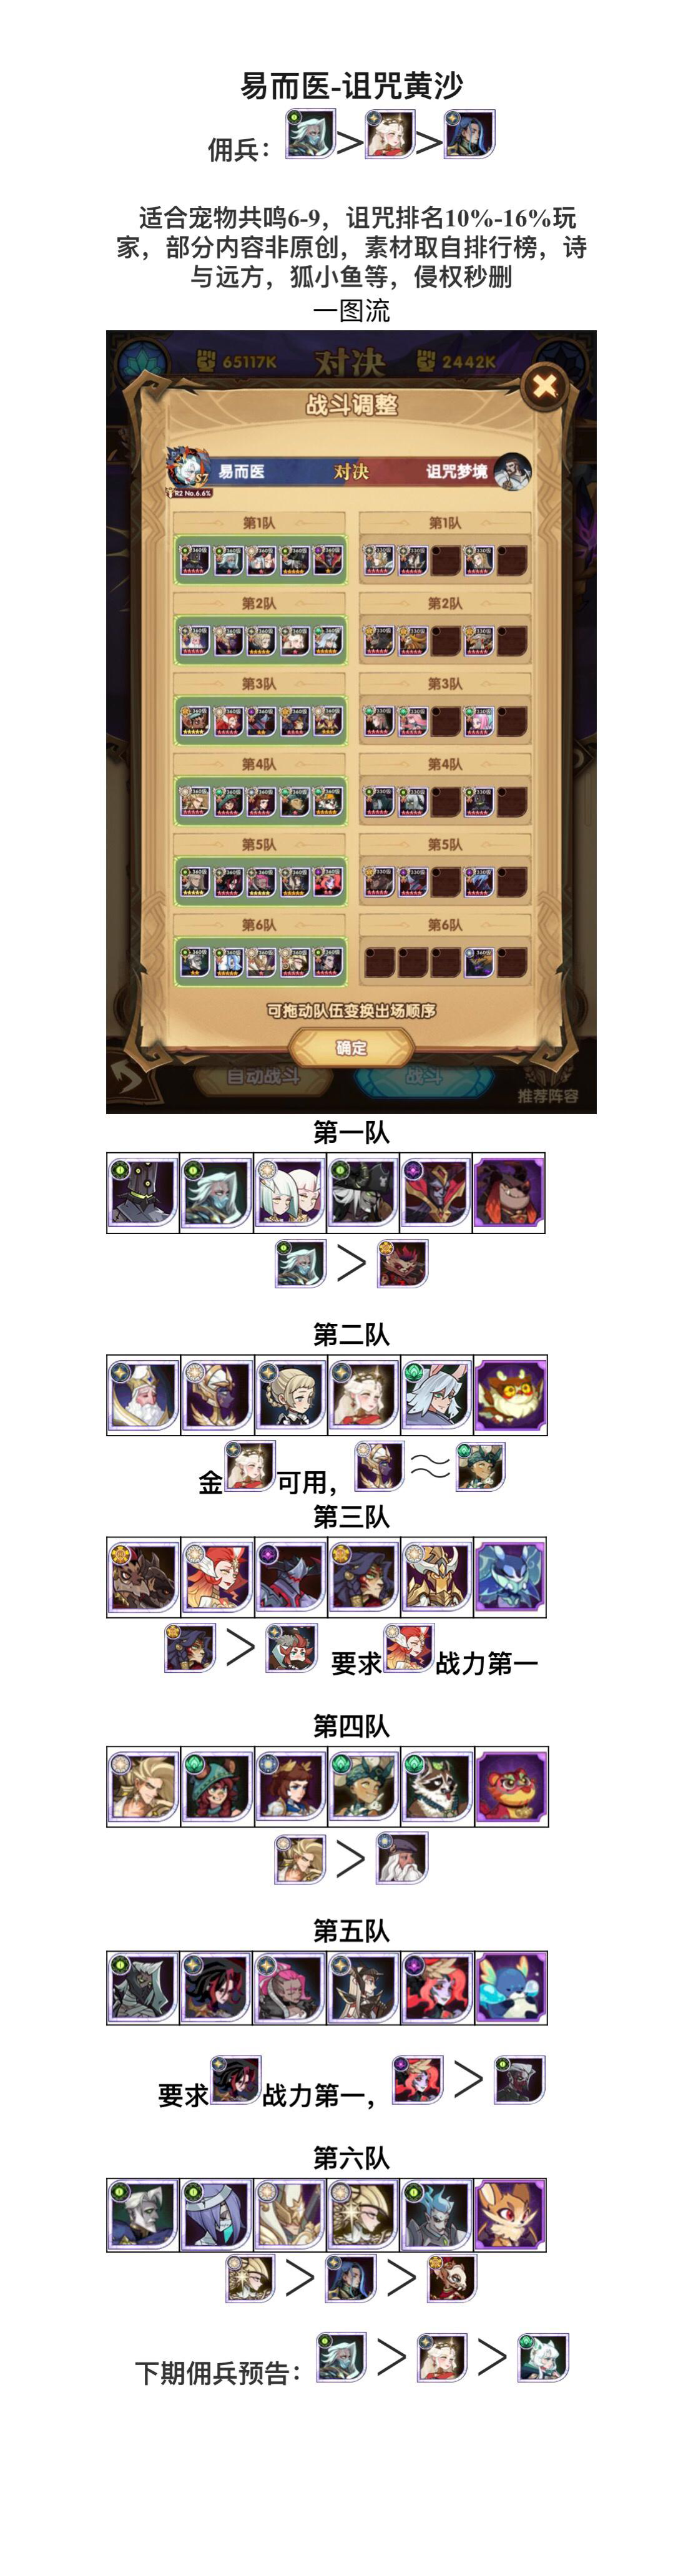 易而医-诅咒黄沙
佣兵：
适合宠物共鸣6-9，诅咒排名10%-16%玩
家，部分内容非原创，素材取自排行榜，诗
与远方，狐小鱼等，侵权秒删
一图流
65117K 对决 2442K
战斗调整
易而医 对决 诅咒梦境
R2 No.6.6%
第1队 第1队
第2队 第2队
第3队 第3队
第4队 第4队
第5队 第5队
第6队 第6队
可拖动队伍变换出场顺序
确定
自动战斗 战斗
推荐阵容
第一队
第二队
金可用，
第三队
要求战力第一
第四队
第五队
要求战力第一，
第六队
下期佣兵预告：